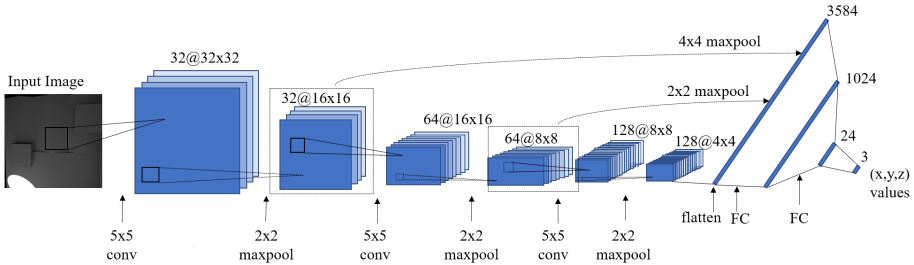 3584
32@32x32
4x4 maxpool
Input Image
1024
32@16x16
2x2 maxpool
64@16x16
64@8x8
128@8x8
128@4x4
24
3
(x,y,z)
values
flatten
FC
FC
5x5
conv
2x2
maxpool
5x5
conv
2x2
maxpool
5x5
conv
2x2
maxpool